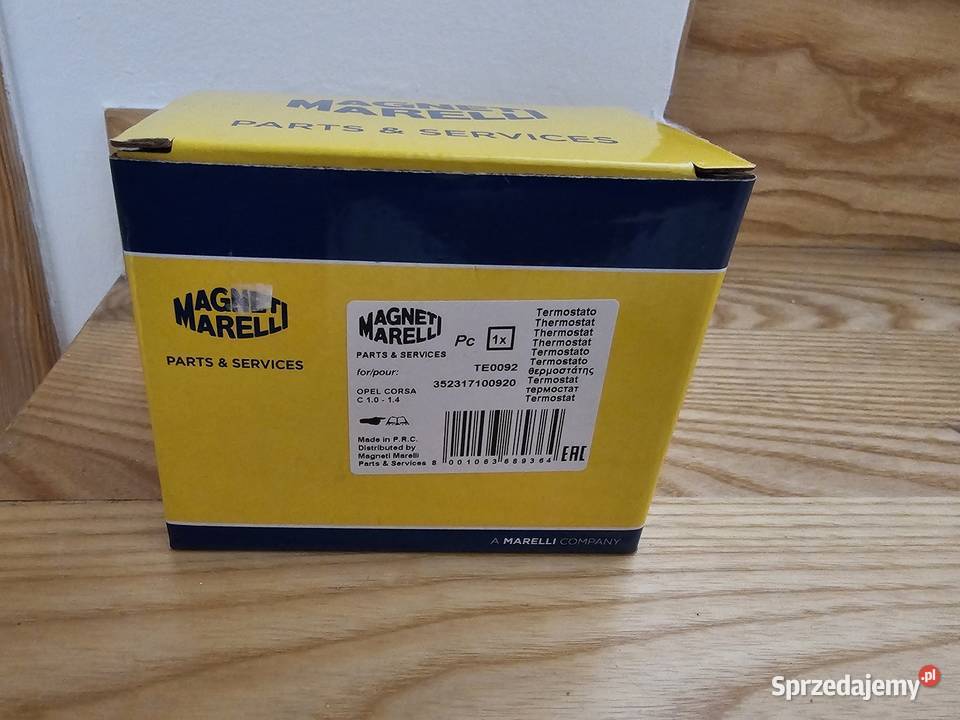 MAGNETI
MARELLI
PARTS & SERVICES
MAGNETI
MARELLI
PARTS & SERVICES
MAGNETI
MARELLI
PARTS & SERVICES
Pc 1x
for/pour:
TE0092
352317100920
OPEL CORSA
C 1.0 - 1.4
Termostato
Thermostat
Thermostat
Thermostat
Termostato
Termostato
θερμοστάτης
Termostat
термостат
Termostat
Made in P.R.C.
Distributed by
Magneti Marelli
Parts & Services
8 001063 689364
EAC
A MARELLI COMPANY
Sprzedajemy.pl